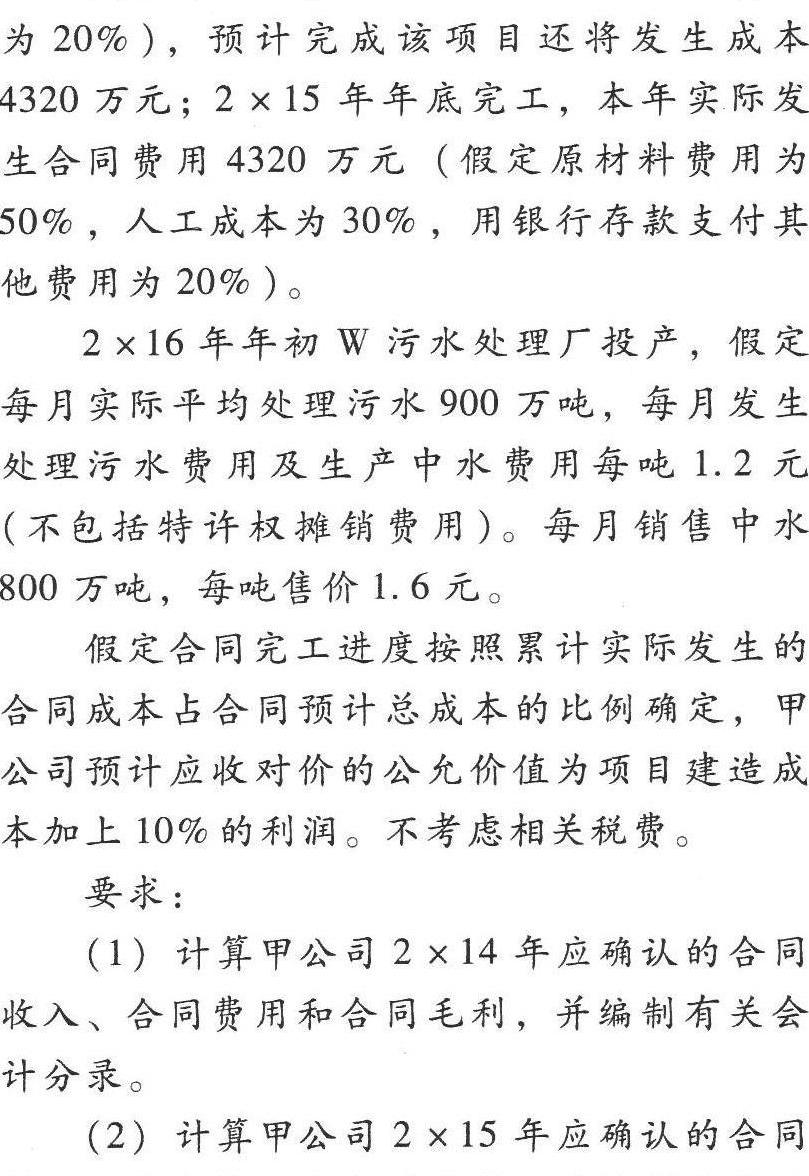 为 20%），预计完成该项目还将发生成本
4320 万元；2×15 年年底完工，本年实际发
生合同费用 4320 万元（假定原材料费用为
50%，人工成本为 30%，用银行存款支付其
他费用为 20%）。
2×16 年年初 W 污水处理厂投产，假定
每月实际平均处理污水 900 万吨，每月发生
处理污水费用及生产中水费用每吨 1.2 元
（不包括特许权摊销费用）。每月销售中水
800 万吨，每吨售价 1.6 元。
假定合同完工进度按照累计实际发生的
合同成本占合同预计总成本的比例确定，甲
公司预计应收对价的公允价值为项目建造成
本加上 10%的利润。不考虑相关税费。
要求：
（1）计算甲公司 2×14 年应确认的合同
收入、合同费用和合同毛利，并编制有关会
计分录。
（2）计算甲公司 2×15 年应确认的合同